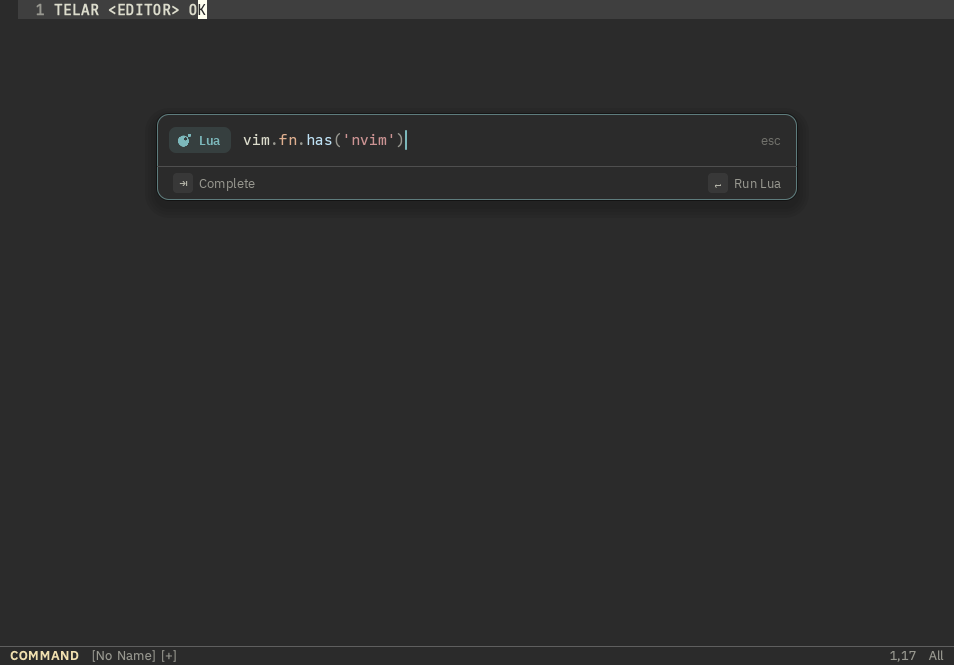 1 TELAR <EDITOR> OK
Lua vim.fn.has('nvim') esc
Complete Run Lua
COMMAND [No Name] [+] 1,17 All